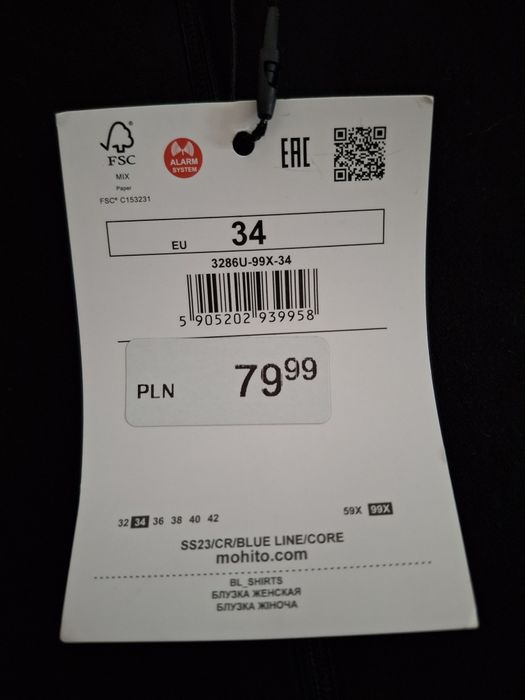 FSC
MIX
Paper
FSC® C153231
ALARM
SYSTEM
EAC
EU 34
3286U-99X-34
5 905202 939958
PLN 79⁹⁹
32 34 36 38 40 42 59X 99X
SS23/CR/BLUE LINE/CORE
mohito.com
BL_SHIRTS
БЛУЗКА ЖЕНСКАЯ
БЛУЗКА ЖІНОЧА